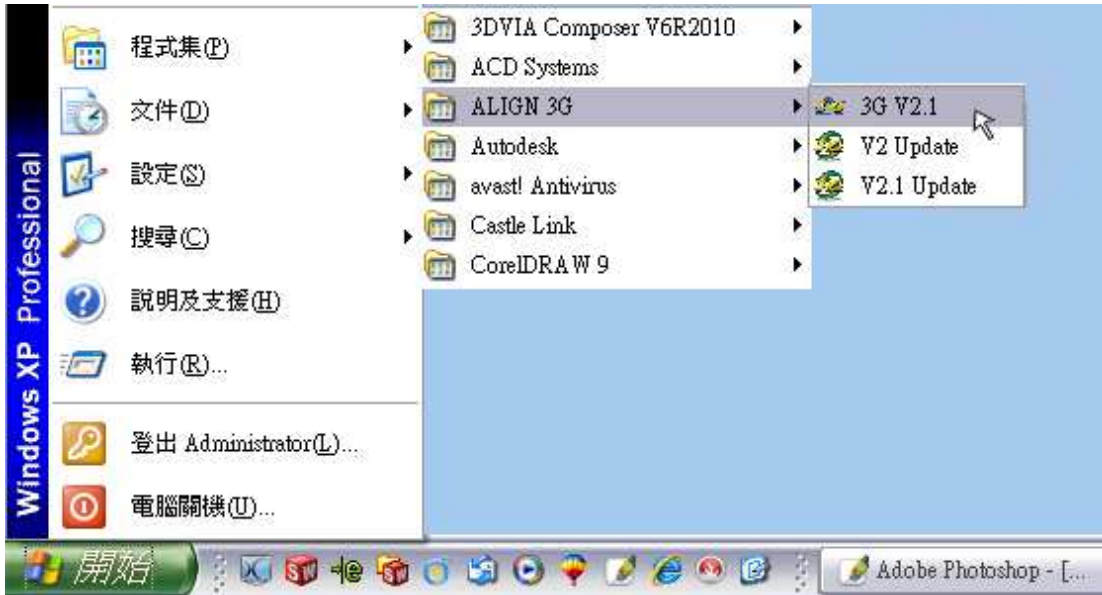 Windows XP Professional
程式集(P)
文件(D)
設定(S)
搜尋(C)
說明及支援(H)
執行(R)...
登出 Administrator(L)...
電腦關機(U)...
3DVIA Composer V6R2010
ACD Systems
ALIGN 3G
Autodesk
avast! Antivirus
Castle Link
CorelDRAW 9
3G V2.1
V2 Update
V2.1 Update
開始
Adobe Photoshop - [...